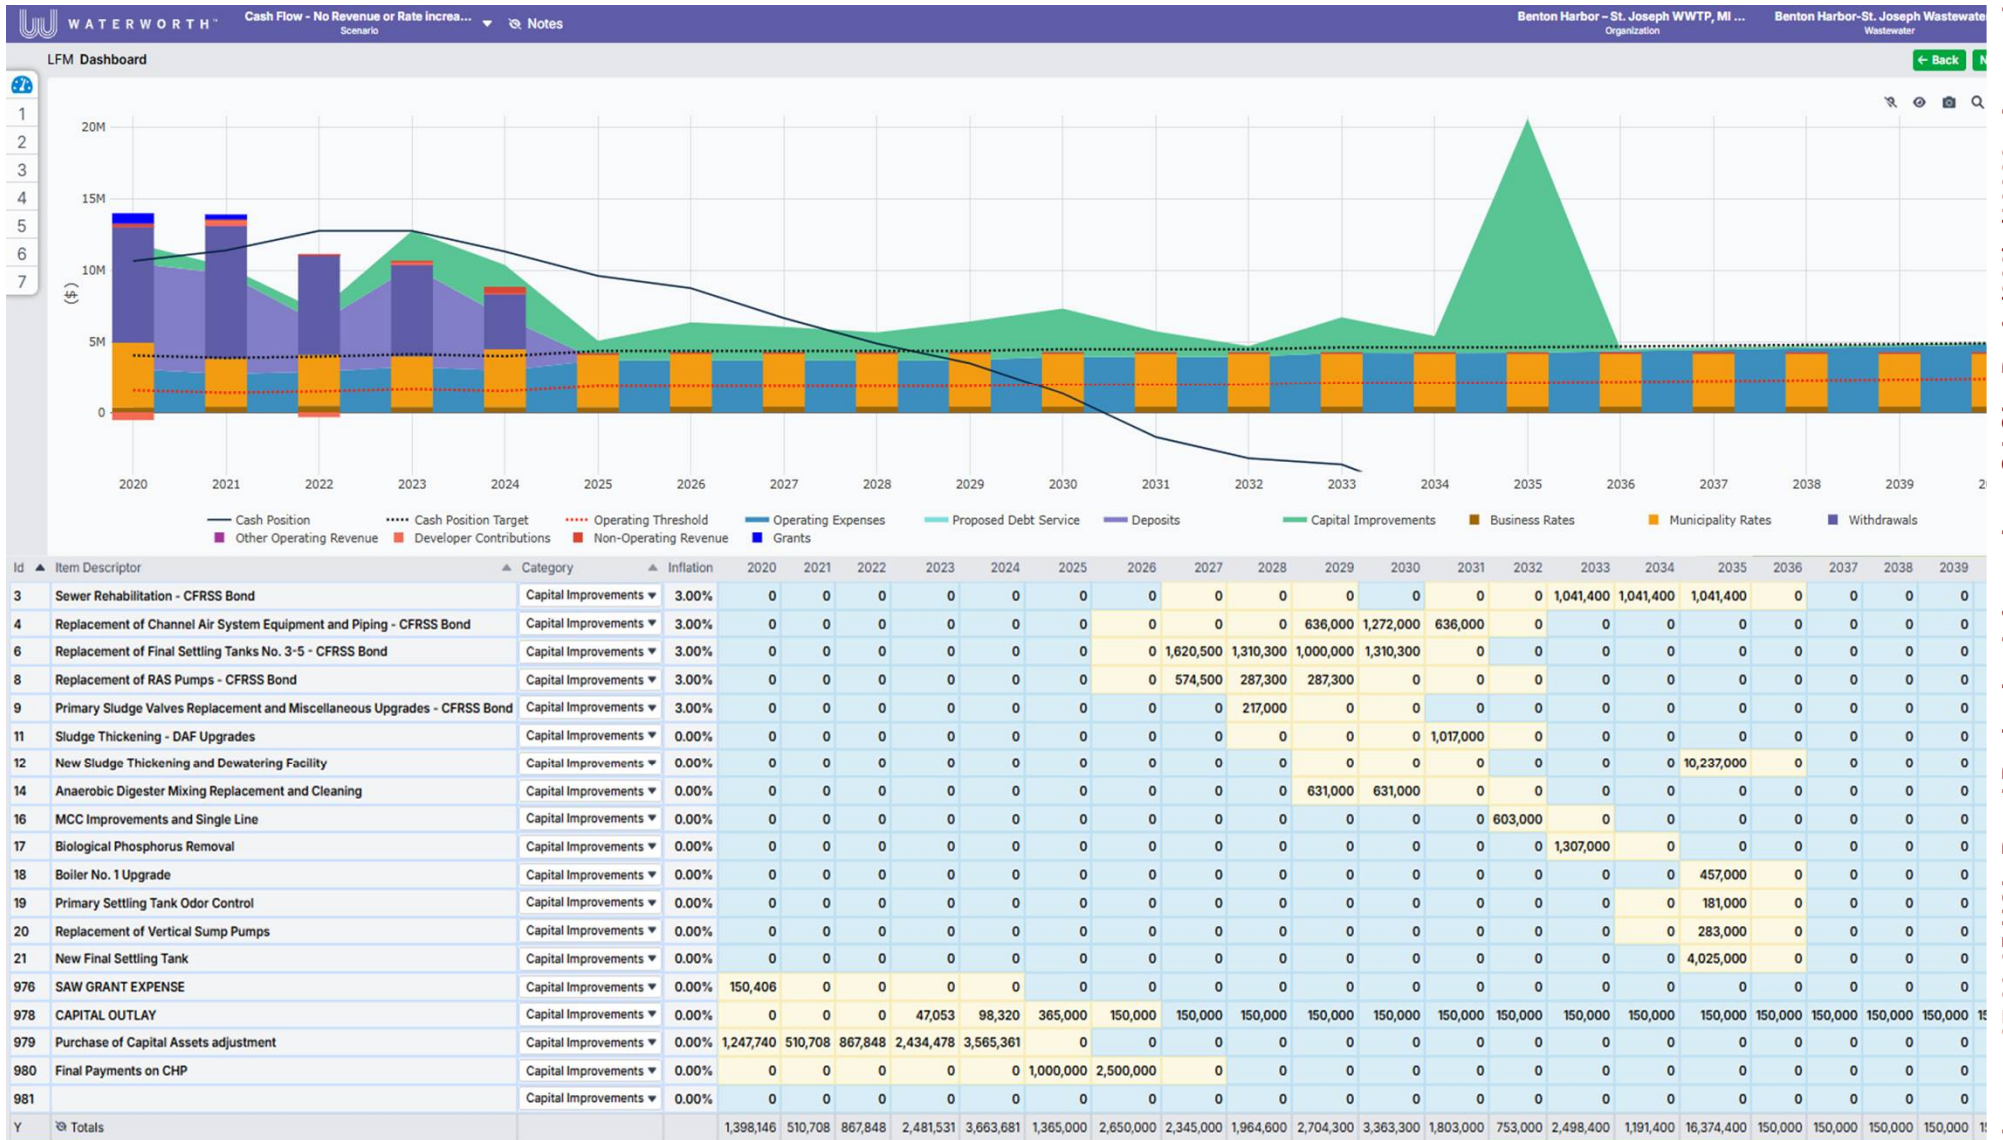 WATERWORTH™ Cash Flow - No Revenue or Rate increa... Notes Benton Harbor – St. Joseph WWTP, MI ... Benton Harbor-St. Joseph Wastewate
Scenario Organization Wastewater
LFM Dashboard ← Back N
1
2
3
4
5
6
7
20M
15M
10M
5M
0
($)
2020 2021 2022 2023 2024 2025 2026 2027 2028 2029 2030 2031 2032 2033 2034 2035 2036 2037 2038 2039 2
Cash Position Cash Position Target Operating Threshold Operating Expenses Proposed Debt Service Deposits Capital Improvements Business Rates Municipality Rates Withdrawals
Other Operating Revenue Developer Contributions Non-Operating Revenue Grants
Id Item Descriptor Category Inflation 2020 2021 2022 2023 2024 2025 2026 2027 2028 2029 2030 2031 2032 2033 2034 2035 2036 2037 2038 2039
3 Sewer Rehabilitation - CFRSS Bond Capital Improvements 3.00% 0 0 0 0 0 0 0 0 0 0 0 0 0 1,041,400 1,041,400 1,041,400 0 0 0 0
4 Replacement of Channel Air System Equipment and Piping - CFRSS Bond Capital Improvements 3.00% 0 0 0 0 0 0 0 0 0 636,000 1,272,000 636,000 0 0 0 0 0 0 0 0
6 Replacement of Final Settling Tanks No. 3-5 - CFRSS Bond Capital Improvements 3.00% 0 0 0 0 0 0 0 1,620,500 1,310,300 1,000,000 1,310,300 0 0 0 0 0 0 0 0 0
8 Replacement of RAS Pumps - CFRSS Bond Capital Improvements 3.00% 0 0 0 0 0 0 0 574,500 287,300 287,300 0 0 0 0 0 0 0 0 0 0
9 Primary Sludge Valves Replacement and Miscellaneous Upgrades - CFRSS Bond Capital Improvements 3.00% 0 0 0 0 0 0 0 0 217,000 0 0 0 0 0 0 0 0 0 0 0
11 Sludge Thickening - DAF Upgrades Capital Improvements 0.00% 0 0 0 0 0 0 0 0 0 0 0 1,017,000 0 0 0 0 0 0 0 0
12 New Sludge Thickening and Dewatering Facility Capital Improvements 0.00% 0 0 0 0 0 0 0 0 0 0 0 0 0 0 0 10,237,000 0 0 0 0
14 Anaerobic Digester Mixing Replacement and Cleaning Capital Improvements 0.00% 0 0 0 0 0 0 0 0 0 631,000 631,000 0 0 0 0 0 0 0 0 0
16 MCC Improvements and Single Line Capital Improvements 0.00% 0 0 0 0 0 0 0 0 0 0 0 0 603,000 0 0 0 0 0 0 0
17 Biological Phosphorus Removal Capital Improvements 0.00% 0 0 0 0 0 0 0 0 0 0 0 0 0 1,307,000 0 0 0 0 0 0
18 Boiler No. 1 Upgrade Capital Improvements 0.00% 0 0 0 0 0 0 0 0 0 0 0 0 0 0 0 457,000 0 0 0 0
19 Primary Settling Tank Odor Control Capital Improvements 0.00% 0 0 0 0 0 0 0 0 0 0 0 0 0 0 0 181,000 0 0 0 0
20 Replacement of Vertical Sump Pumps Capital Improvements 0.00% 0 0 0 0 0 0 0 0 0 0 0 0 0 0 0 283,000 0 0 0 0
21 New Final Settling Tank Capital Improvements 0.00% 0 0 0 0 0 0 0 0 0 0 0 0 0 0 0 4,025,000 0 0 0 0
976 SAW GRANT EXPENSE Capital Improvements 0.00% 150,406 0 0 0 0 0 0 0 0 0 0 0 0 0 0 0 0 0 0 0
978 CAPITAL OUTLAY Capital Improvements 0.00% 0 0 0 47,053 98,320 365,000 150,000 150,000 150,000 150,000 150,000 150,000 150,000 150,000 150,000 150,000 150,000 150,000 150,000 150,000 15
979 Purchase of Capital Assets adjustment Capital Improvements 0.00% 1,247,740 510,708 867,848 2,434,478 3,565,361 0 0 0 0 0 0 0 0 0 0 0 0 0 0 0
980 Final Payments on CHP Capital Improvements 0.00% 0 0 0 0 0 1,000,000 2,500,000 0 0 0 0 0 0 0 0 0 0 0 0 0
981 Capital Improvements 0.00% 0 0 0 0 0 0 0 0 0 0 0 0 0 0 0 0 0 0 0 0
Y Totals 1,398,146 510,708 867,848 2,481,531 3,663,681 1,365,000 2,650,000 2,345,000 1,964,600 2,704,300 3,363,300 1,803,000 753,000 2,498,400 1,191,400 16,374,400 150,000 150,000 150,000 150,000 15